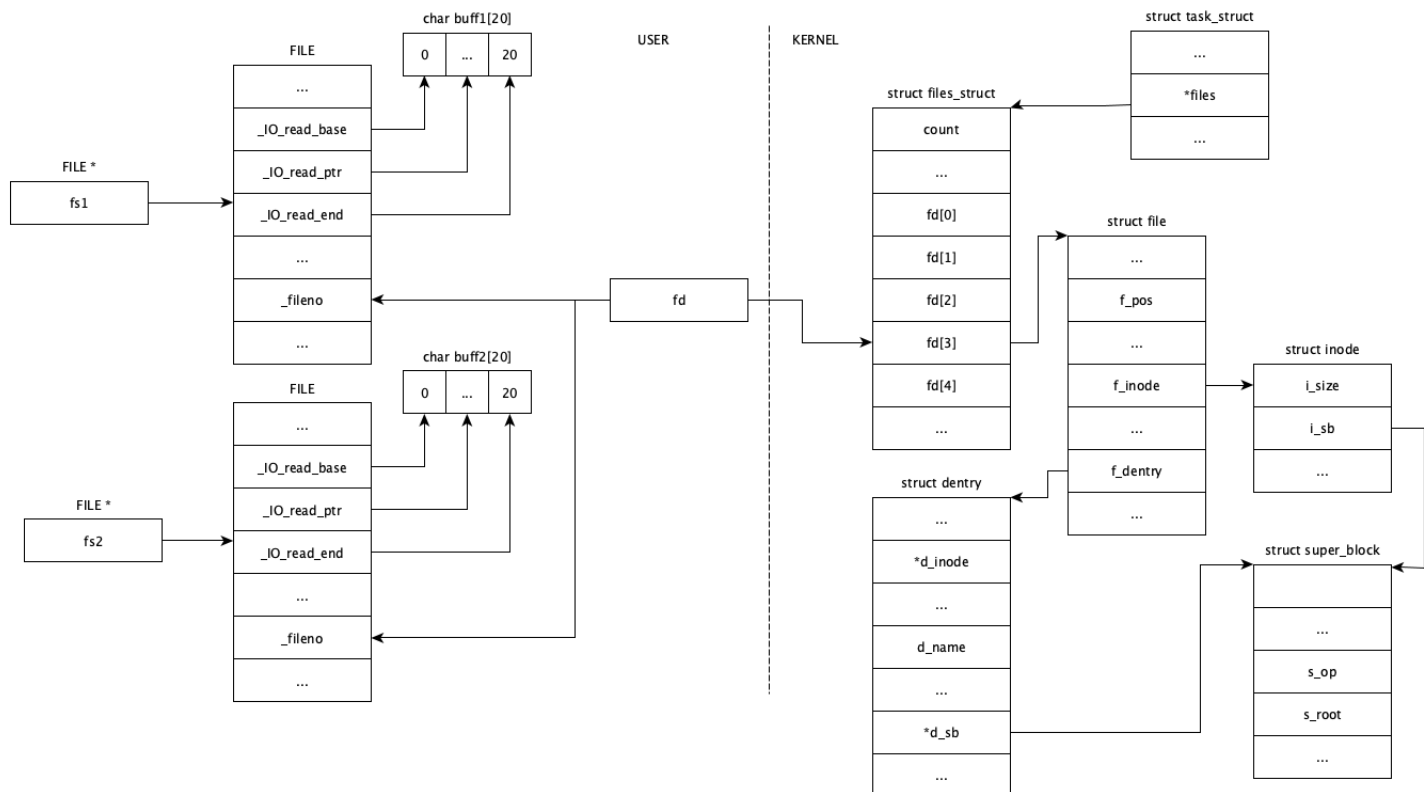 char buff1[20]
0 ... 20
FILE
...
_IO_read_base
_IO_read_ptr
_IO_read_end
...
_fileno
...
FILE *
fs1
char buff2[20]
0 ... 20
FILE
...
_IO_read_base
_IO_read_ptr
_IO_read_end
...
_fileno
...
FILE *
fs2
USER
fd
KERNEL
struct task_struct
...
*files
...
struct files_struct
count
...
fd[0]
fd[1]
fd[2]
fd[3]
fd[4]
...
struct file
...
f_pos
...
f_inode
...
f_dentry
...
struct inode
i_size
i_sb
...
struct dentry
...
*d_inode
...
d_name
...
*d_sb
...
struct super_block
...
s_op
s_root
...